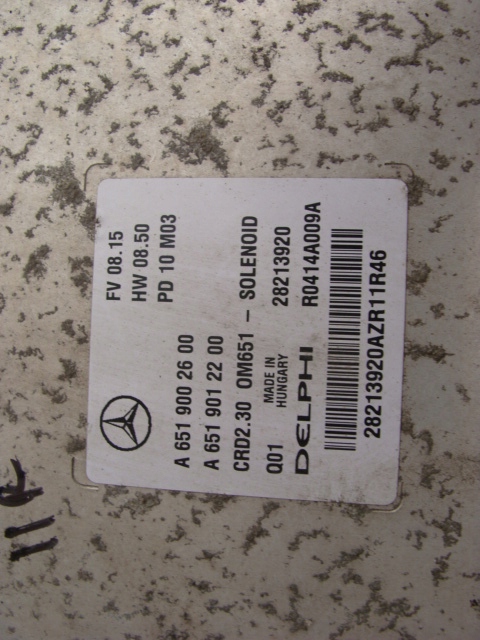 FV 08.15
HW 08.50
PD 10 M03
A 651 900 26 00
A 651 901 22 00
CRD2.30 OM651 - SOLENOID
Q01 MADE IN HUNGARY 28213920
DELPHI R0414A009A
28213920AZR11R46